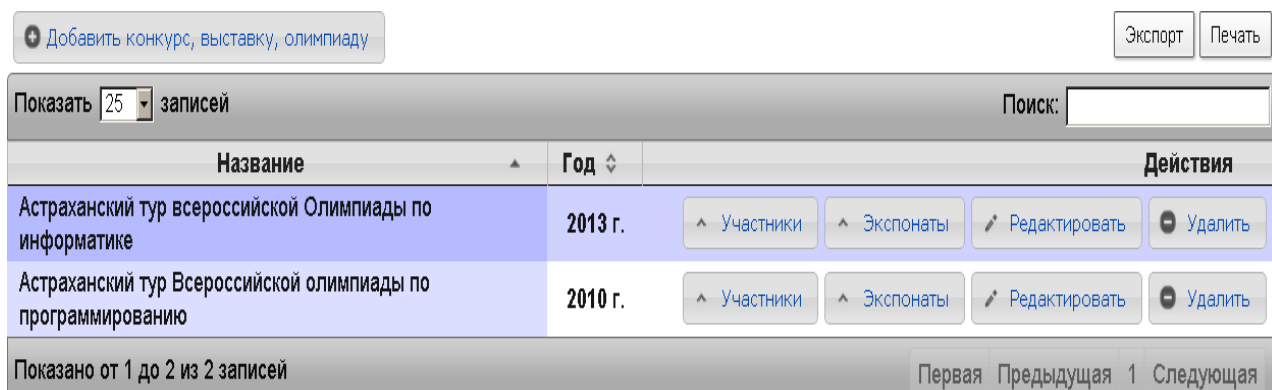 Добавить конкурс, выставку, олимпиаду Экспорт Печать
Показать 25 записей Поиск:
Название Год Действия
Астраханский тур всероссийской Олимпиады по
информатике
2013 г. Участники Экспонаты Редактировать Удалить
Астраханский тур Всероссийской олимпиады по
программированию
2010 г. Участники Экспонаты Редактировать Удалить
Показано от 1 до 2 из 2 записей Первая Предыдущая 1 Следующая